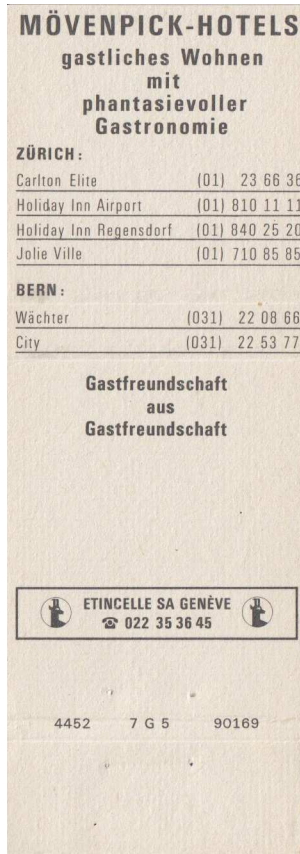 MÖVENPICK-HOTELS
gastliches Wohnen
mit
phantasievoller
Gastronomie
ZÜRICH:
Carlton Elite (01) 23 66 36
Holiday Inn Airport (01) 810 11 11
Holiday Inn Regensdorf (01) 840 25 20
Jolie Ville (01) 710 85 85
BERN:
Wächter (031) 22 08 66
City (031) 22 53 77
Gastfreundschaft
aus
Gastfreundschaft
ETINCELLE SA GENÈVE
☎ 022 35 36 45
4452 7 G 5 90169